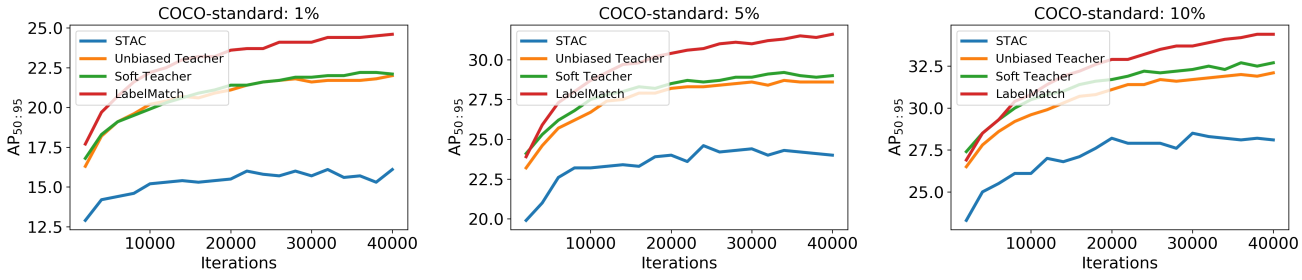 COCO-standard: 1%
25.0
22.5
20.0
17.5
15.0
12.5
AP50:95
STAC
Unbiased Teacher
Soft Teacher
LabelMatch
10000 20000 30000 40000
Iterations
COCO-standard: 5%
30.0
27.5
25.0
22.5
20.0
AP50:95
STAC
Unbiased Teacher
Soft Teacher
LabelMatch
10000 20000 30000 40000
Iterations
COCO-standard: 10%
32.5
30.0
27.5
25.0
AP50:95
STAC
Unbiased Teacher
Soft Teacher
LabelMatch
10000 20000 30000 40000
Iterations